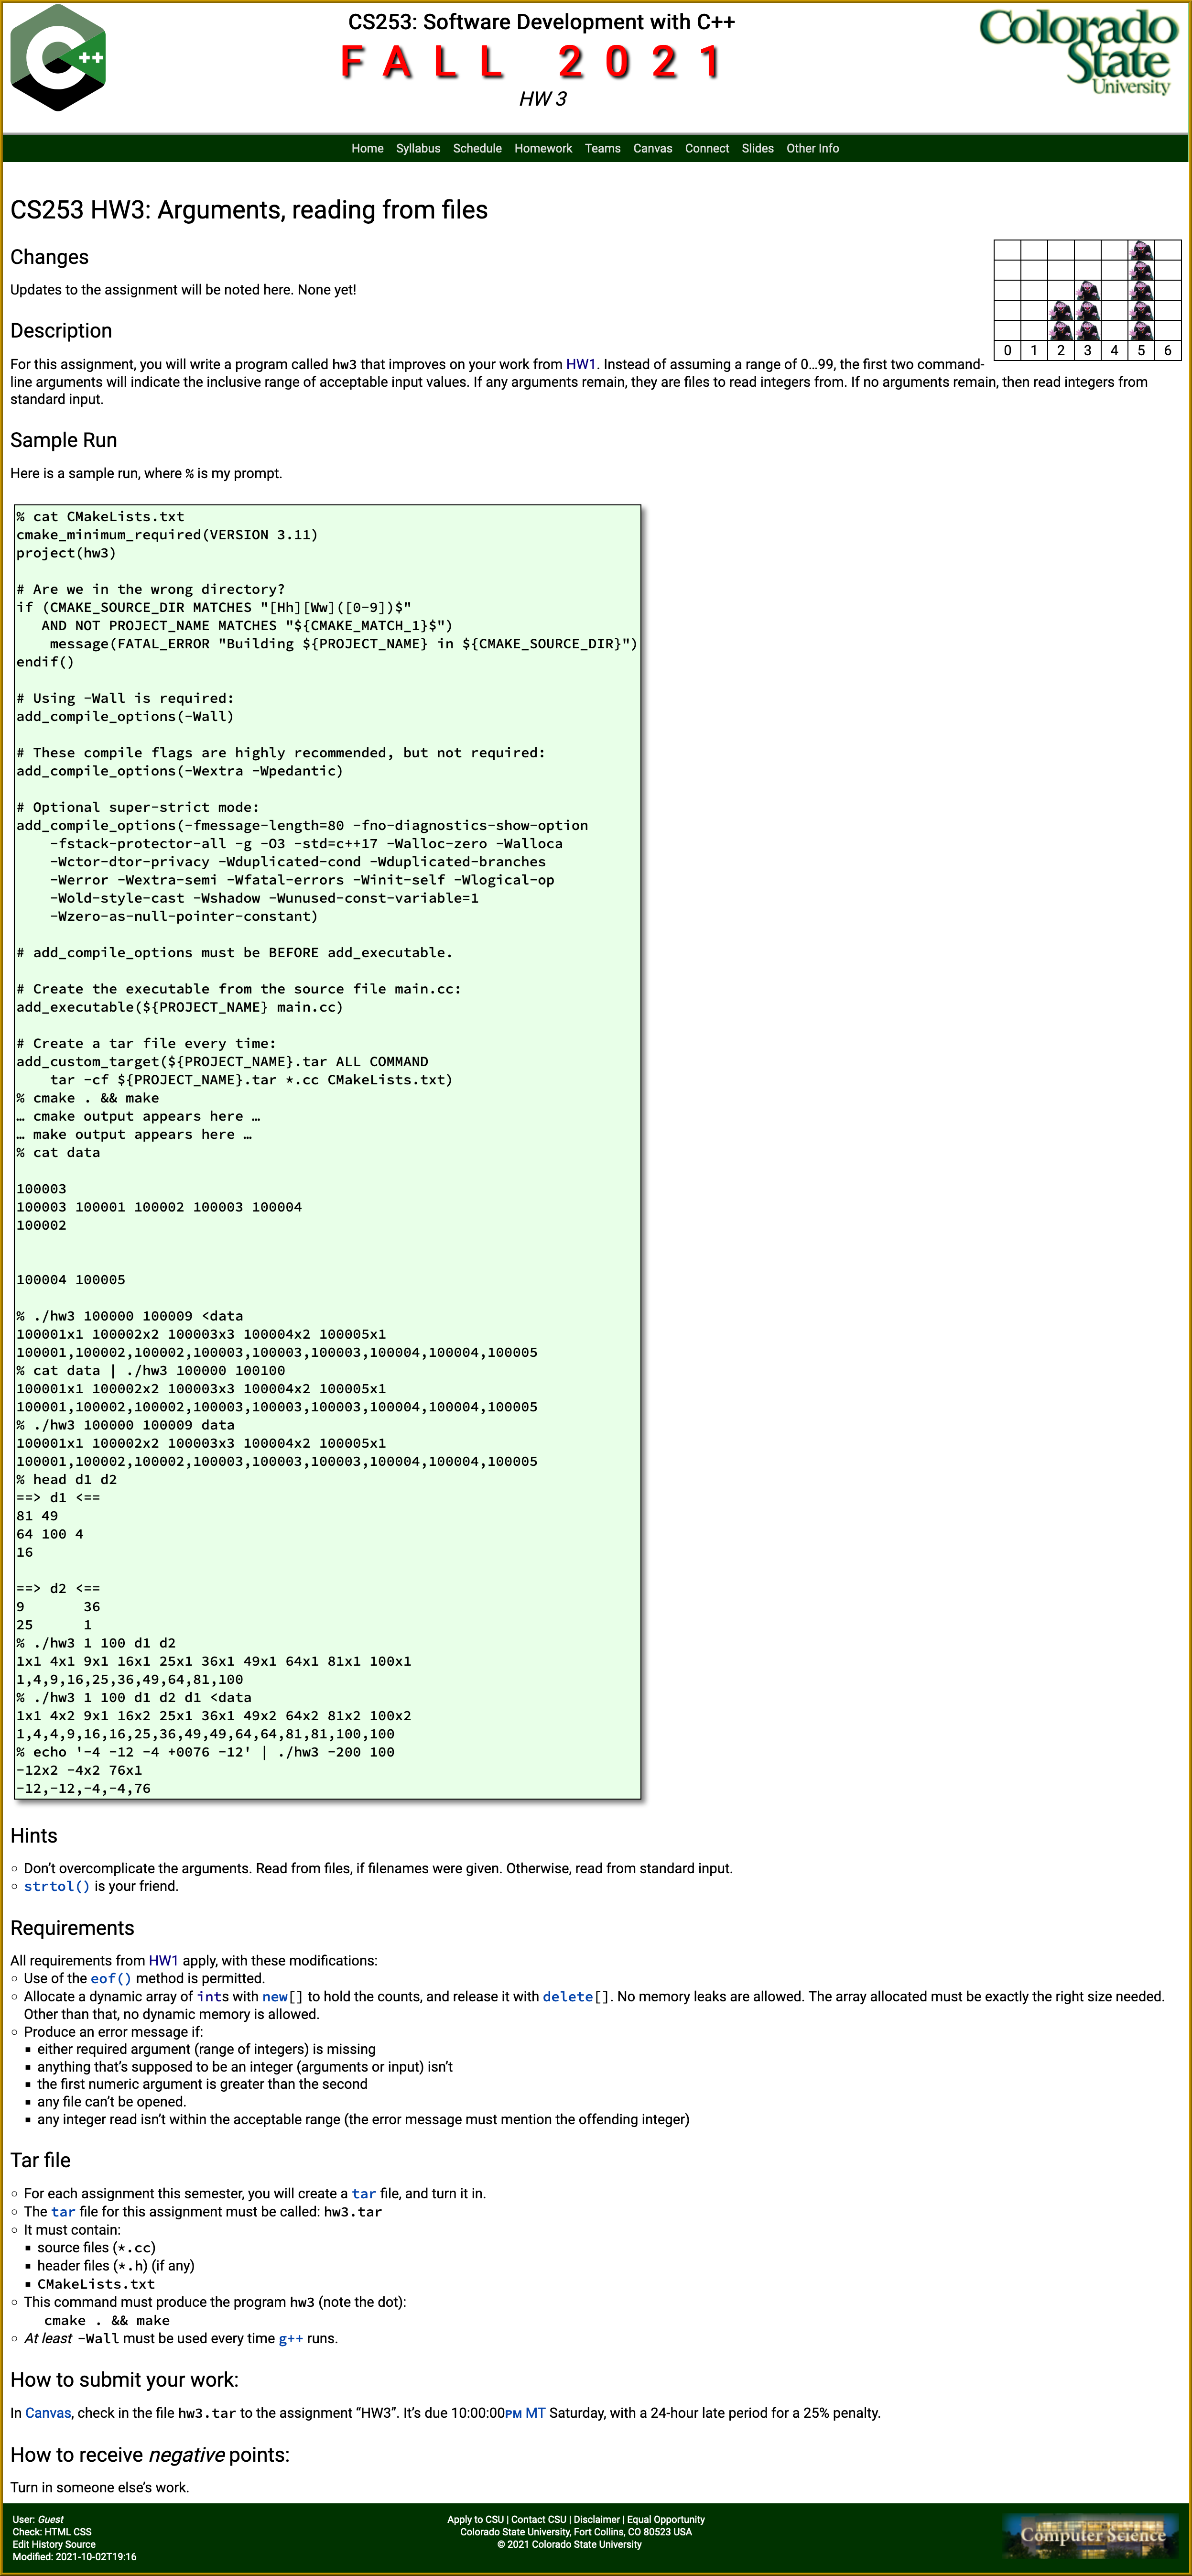 CS253: Software Development with C++
FALL 2021
HW 3
C++
Colorado
State
University
Home Syllabus Schedule Homework Teams Canvas Connect Slides Other Info
CS253 HW3: Arguments, reading from files
Changes
Updates to the assignment will be noted here. None yet!
0 1 2 3 4 5 6
Description
For this assignment, you will write a program called hw3 that improves on your work from HW1. Instead of assuming a range of 0…99, the first two command-
line arguments will indicate the inclusive range of acceptable input values. If any arguments remain, they are files to read integers from. If no arguments remain, then read integers from
standard input.
Sample Run
Here is a sample run, where % is my prompt.
% cat CMakeLists.txt
cmake_minimum_required(VERSION 3.11)
project(hw3)
# Are we in the wrong directory?
if (CMAKE_SOURCE_DIR MATCHES "[Hh][Ww]([0-9])$"
   AND NOT PROJECT_NAME MATCHES "${CMAKE_MATCH_1}$")
    message(FATAL_ERROR "Building ${PROJECT_NAME} in ${CMAKE_SOURCE_DIR}")
endif()
# Using -Wall is required:
add_compile_options(-Wall)
# These compile flags are highly recommended, but not required:
add_compile_options(-Wextra -Wpedantic)
# Optional super-strict mode:
add_compile_options(-fmessage-length=80 -fno-diagnostics-show-option
    -fstack-protector-all -g -O3 -std=c++17 -Walloc-zero -Walloca
    -Wctor-dtor-privacy -Wduplicated-cond -Wduplicated-branches
    -Werror -Wextra-semi -Wfatal-errors -Winit-self -Wlogical-op
    -Wold-style-cast -Wshadow -Wunused-const-variable=1
    -Wzero-as-null-pointer-constant)
# add_compile_options must be BEFORE add_executable.
# Create the executable from the source file main.cc:
add_executable(${PROJECT_NAME} main.cc)
# Create a tar file every time:
add_custom_target(${PROJECT_NAME}.tar ALL COMMAND
    tar -cf ${PROJECT_NAME}.tar *.cc CMakeLists.txt)
% cmake . && make
… cmake output appears here …
… make output appears here …
% cat data
100003
100003 100001 100002 100003 100004
100002
100004 100005
% ./hw3 100000 100009 <data
100001x1 100002x2 100003x3 100004x2 100005x1
100001,100002,100002,100003,100003,100003,100004,100004,100005
% cat data | ./hw3 100000 100100
100001x1 100002x2 100003x3 100004x2 100005x1
100001,100002,100002,100003,100003,100003,100004,100004,100005
% ./hw3 100000 100009 data
100001x1 100002x2 100003x3 100004x2 100005x1
100001,100002,100002,100003,100003,100003,100004,100004,100005
% head d1 d2
==> d1 <==
81 49
64 100 4
16
==> d2 <==
9       36
25      1
% ./hw3 1 100 d1 d2
1x1 4x1 9x1 16x1 25x1 36x1 49x1 64x1 81x1 100x1
1,4,9,16,25,36,49,64,81,100
% ./hw3 1 100 d1 d2 d1 <data
1x1 4x2 9x1 16x2 25x1 36x1 49x2 64x2 81x2 100x2
1,4,4,9,16,16,25,36,49,49,64,64,81,81,100,100
% echo '-4 -12 -4 +0076 -12' | ./hw3 -200 100
-12x2 -4x2 76x1
-12,-12,-4,-4,76
Hints
Don’t overcomplicate the arguments. Read from files, if filenames were given. Otherwise, read from standard input.
strtol() is your friend.
Requirements
All requirements from HW1 apply, with these modifications:
Use of the eof() method is permitted.
Allocate a dynamic array of ints with new[] to hold the counts, and release it with delete[]. No memory leaks are allowed. The array allocated must be exactly the right size needed.
Other than that, no dynamic memory is allowed.
Produce an error message if:
either required argument (range of integers) is missing
anything that’s supposed to be an integer (arguments or input) isn’t
the first numeric argument is greater than the second
any file can’t be opened.
any integer read isn’t within the acceptable range (the error message must mention the offending integer)
Tar file
For each assignment this semester, you will create a tar file, and turn it in.
The tar file for this assignment must be called: hw3.tar
It must contain:
source files (*.cc)
header files (*.h) (if any)
CMakeLists.txt
This command must produce the program hw3 (note the dot):
cmake . && make
At least -Wall must be used every time g++ runs.
How to submit your work:
In Canvas, check in the file hw3.tar to the assignment “HW3”. It’s due 10:00:00PM MT Saturday, with a 24-hour late period for a 25% penalty.
How to receive negative points:
Turn in someone else’s work.
User: Guest
Check: HTML CSS
Edit History Source
Modified: 2021-10-02T19:16
Apply to CSU | Contact CSU | Disclaimer | Equal Opportunity
Colorado State University, Fort Collins, CO 80523 USA
© 2021 Colorado State University
Computer Science